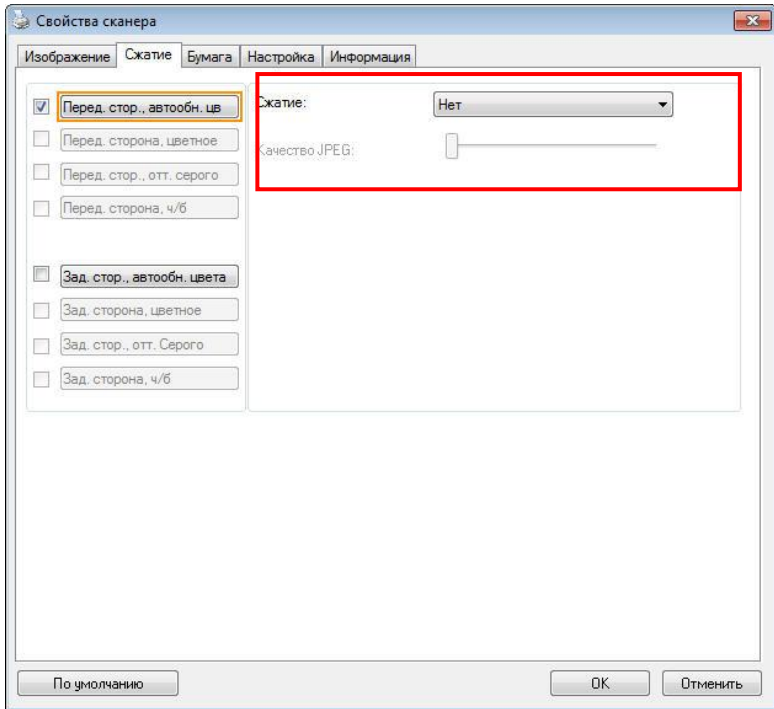 Свойства сканера
Изображение Сжатие Бумага Настройка Информация
Перед. стор., автообн. цв
Перед. сторона, цветное
Перед. стор., отт. серого
Перед. сторона, ч/б
Зад. стор., автообн. цвета
Зад. сторона, цветное
Зад. стор., отт. Серого
Зад. сторона, ч/б
Сжатие: Нет
Качество JPEG:
По умолчанию OK Отменить